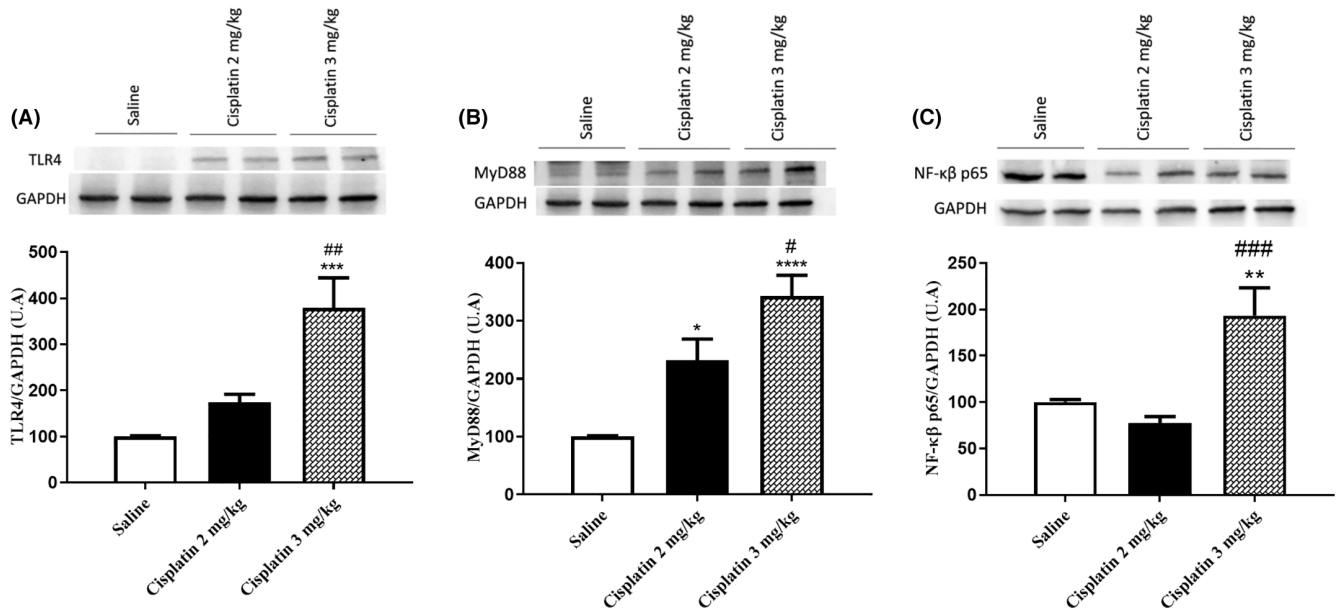 (A)
Saline
Cisplatin 2 mg/kg
Cisplatin 3 mg/kg
TLR4
GAPDH
TLR4/GAPDH (U.A)
500
400
300
200
100
0
##
***
Saline
Cisplatin 2 mg/kg
Cisplatin 3 mg/kg
(B)
Saline
Cisplatin 2 mg/kg
Cisplatin 3 mg/kg
MyD88
GAPDH
MyD88/GAPDH (U.A)
400
300
200
100
0
*
#
****
Saline
Cisplatin 2 mg/kg
Cisplatin 3 mg/kg
(C)
Saline
Cisplatin 2 mg/kg
Cisplatin 3 mg/kg
NF-κβ p65
GAPDH
NF-κβ p65/GAPDH (U.A)
250
200
150
100
50
0
###
**
Saline
Cisplatin 2 mg/kg
Cisplatin 3 mg/kg